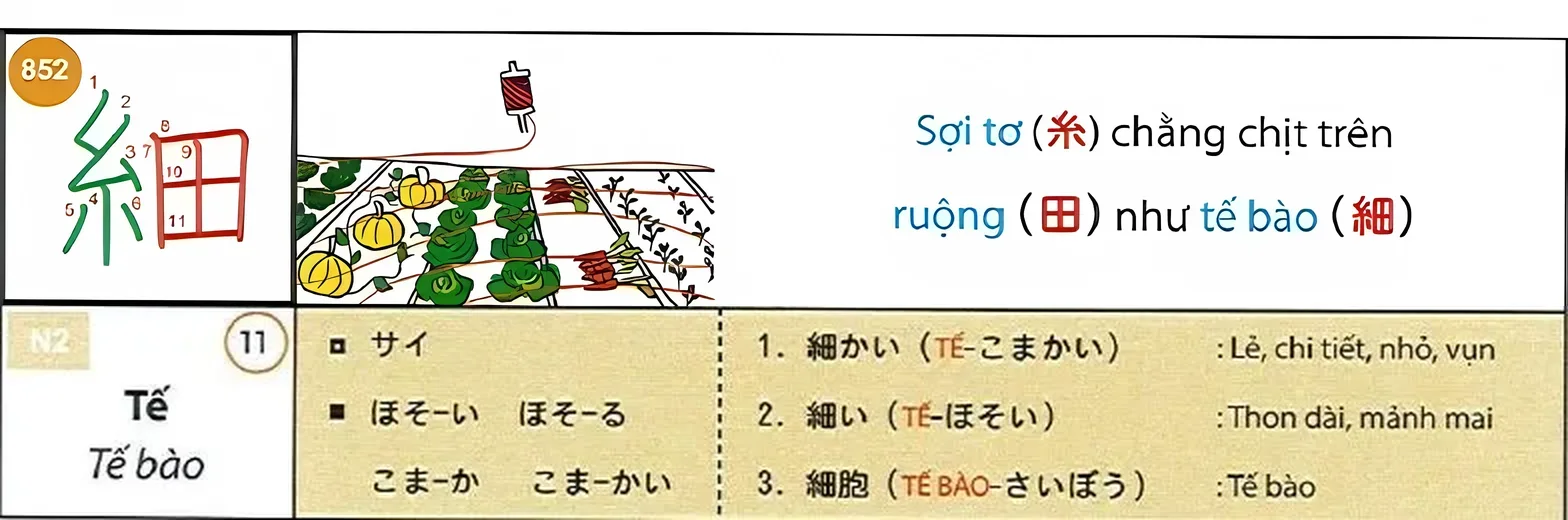 852
1
2
3
4
5
6
7
8
9
10
11
細
Sợi tơ (糸) chằng chịt trên
ruộng (田) như tế bào (細)
N2
11
Tế
Tế bào
サイ
ほそ-い ほそ-る
こま-か こま-かい
1. 細かい (TẾ-こまかい) : Lẻ, chi tiết, nhỏ, vụn
2. 細い (TẾ-ほそい) : Thon dài, mảnh mai
3. 細胞 (TẾ BÀO-さいぼう) : Tế bào